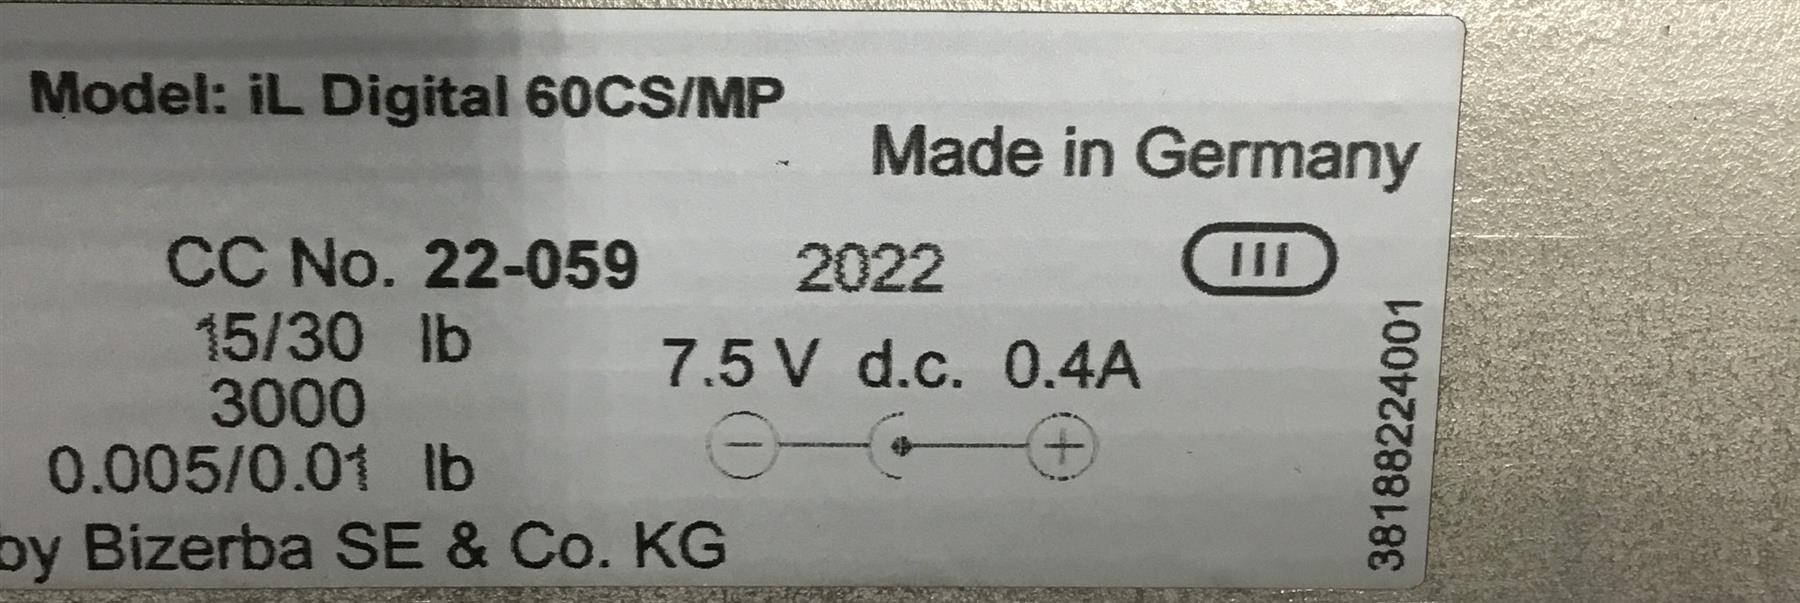 Model: iL Digital 60CS/MP
Made in Germany
CC No. 22-059 2022 III
15/30 lb
7.5 V d.c. 0.4A
3000
0.005/0.01 lb
by Bizerba SE & Co. KG
38188224001